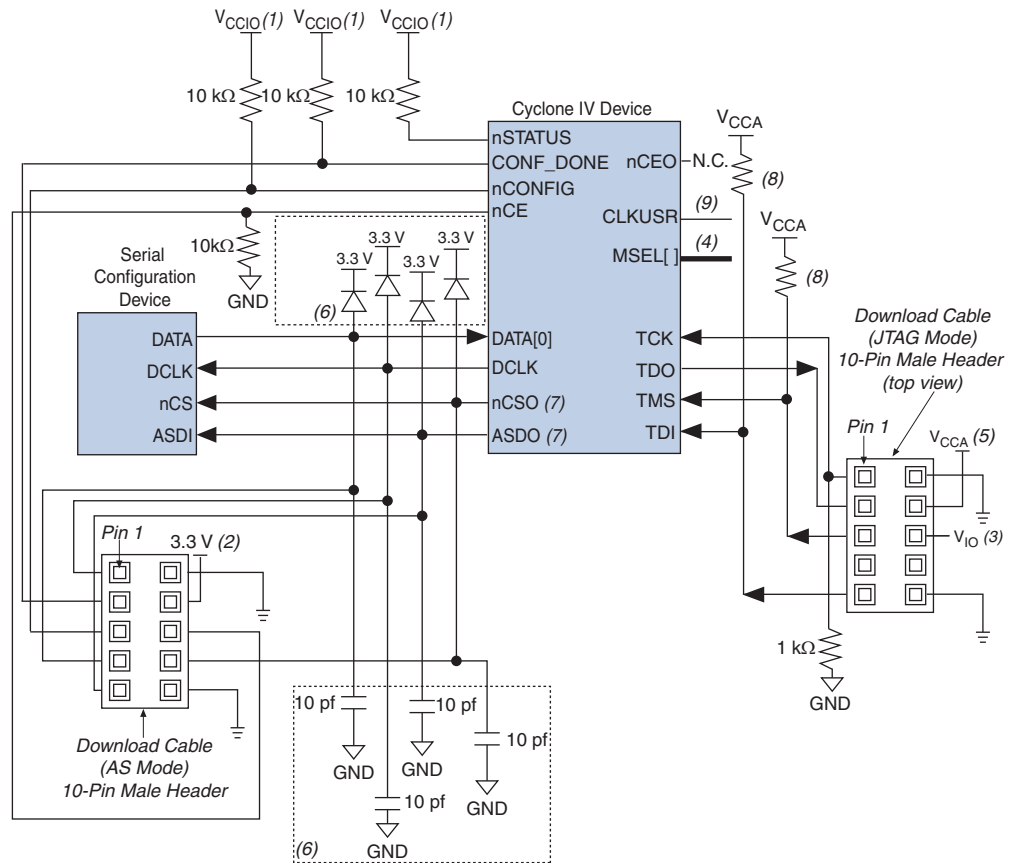 VCCIO(1) VCCIO(1) VCCIO(1)
10 kΩ 10 kΩ 10 kΩ
Cyclone IV Device
VCCA
nSTATUS
CONF_DONE
nCEO N.C.
(8)
nCONFIG
nCE
CLKUSR (9)
VCCA
MSEL[ ] (4)
(8)
10kΩ
GND
3.3 V 3.3 V 3.3 V 3.3 V
(6)
Serial
Configuration
Device
DATA
DCLK
nCS
ASDI
DATA[0]
DCLK
nCSO (7)
ASDO (7)
TCK
TDO
TMS
TDI
Download Cable
(JTAG Mode)
10-Pin Male Header
(top view)
Pin 1
VCCA (5)
VIO (3)
Pin 1
3.3 V (2)
1 kΩ
GND
Download Cable
(AS Mode)
10-Pin Male Header
10 pf
GND
10 pf
GND
10 pf
GND
10 pf
GND
(6)